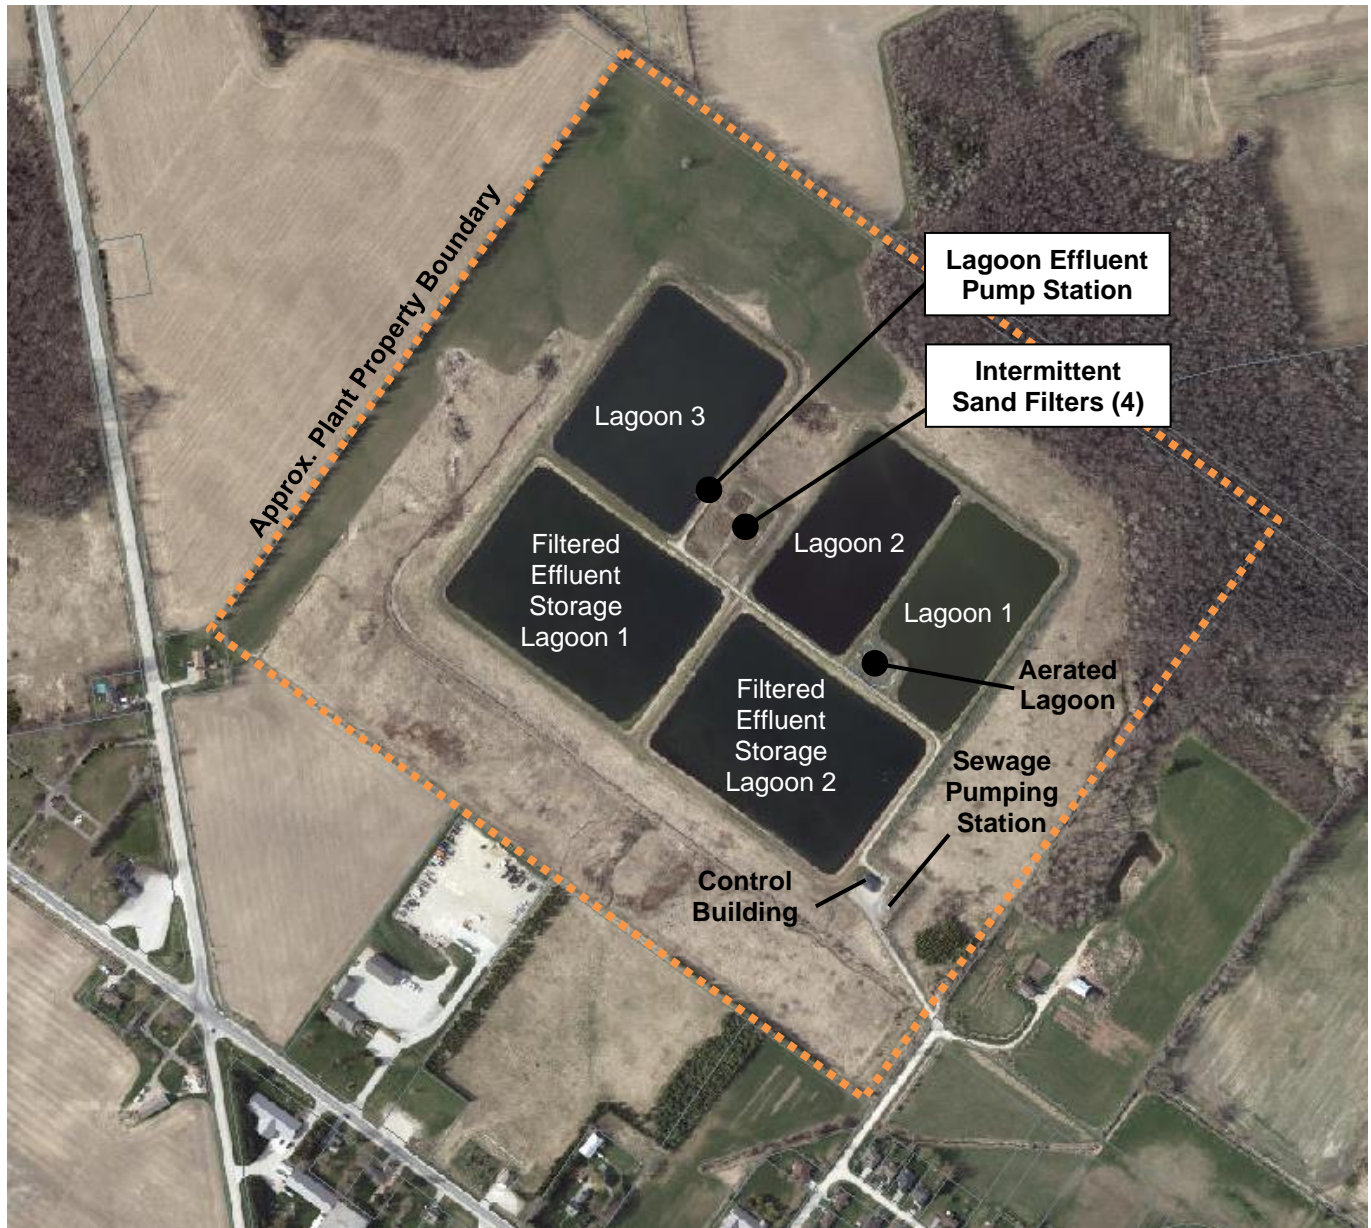 Approx. Plant Property Boundary
Lagoon Effluent
Pump Station
Intermittent
Sand Filters (4)
Lagoon 3
Lagoon 2
Lagoon 1
Filtered
Effluent
Storage
Lagoon 1
Aerated
Lagoon
Filtered
Effluent
Storage
Lagoon 2
Sewage
Pumping
Station
Control
Building